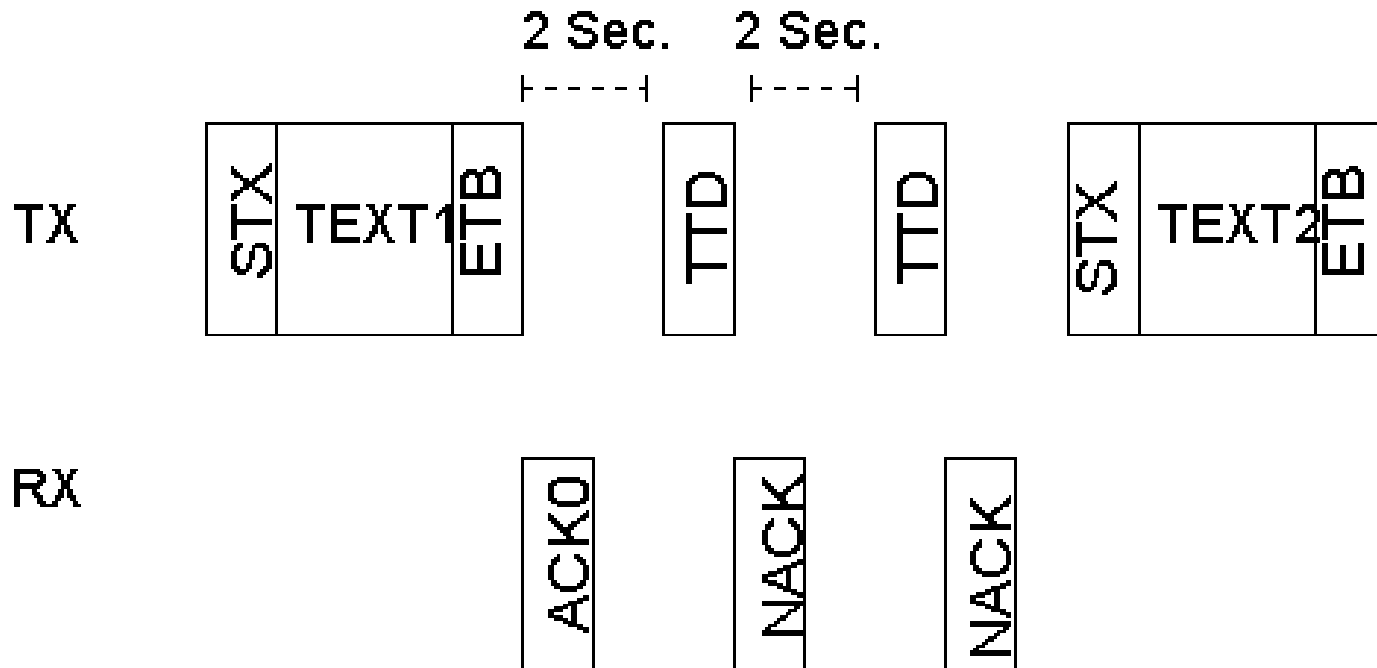 2 Sec. 2 Sec.
TX STX TEXT1 ETB TTD TTD STX TEXT2 ETB
RX ACK0 NACK NACK